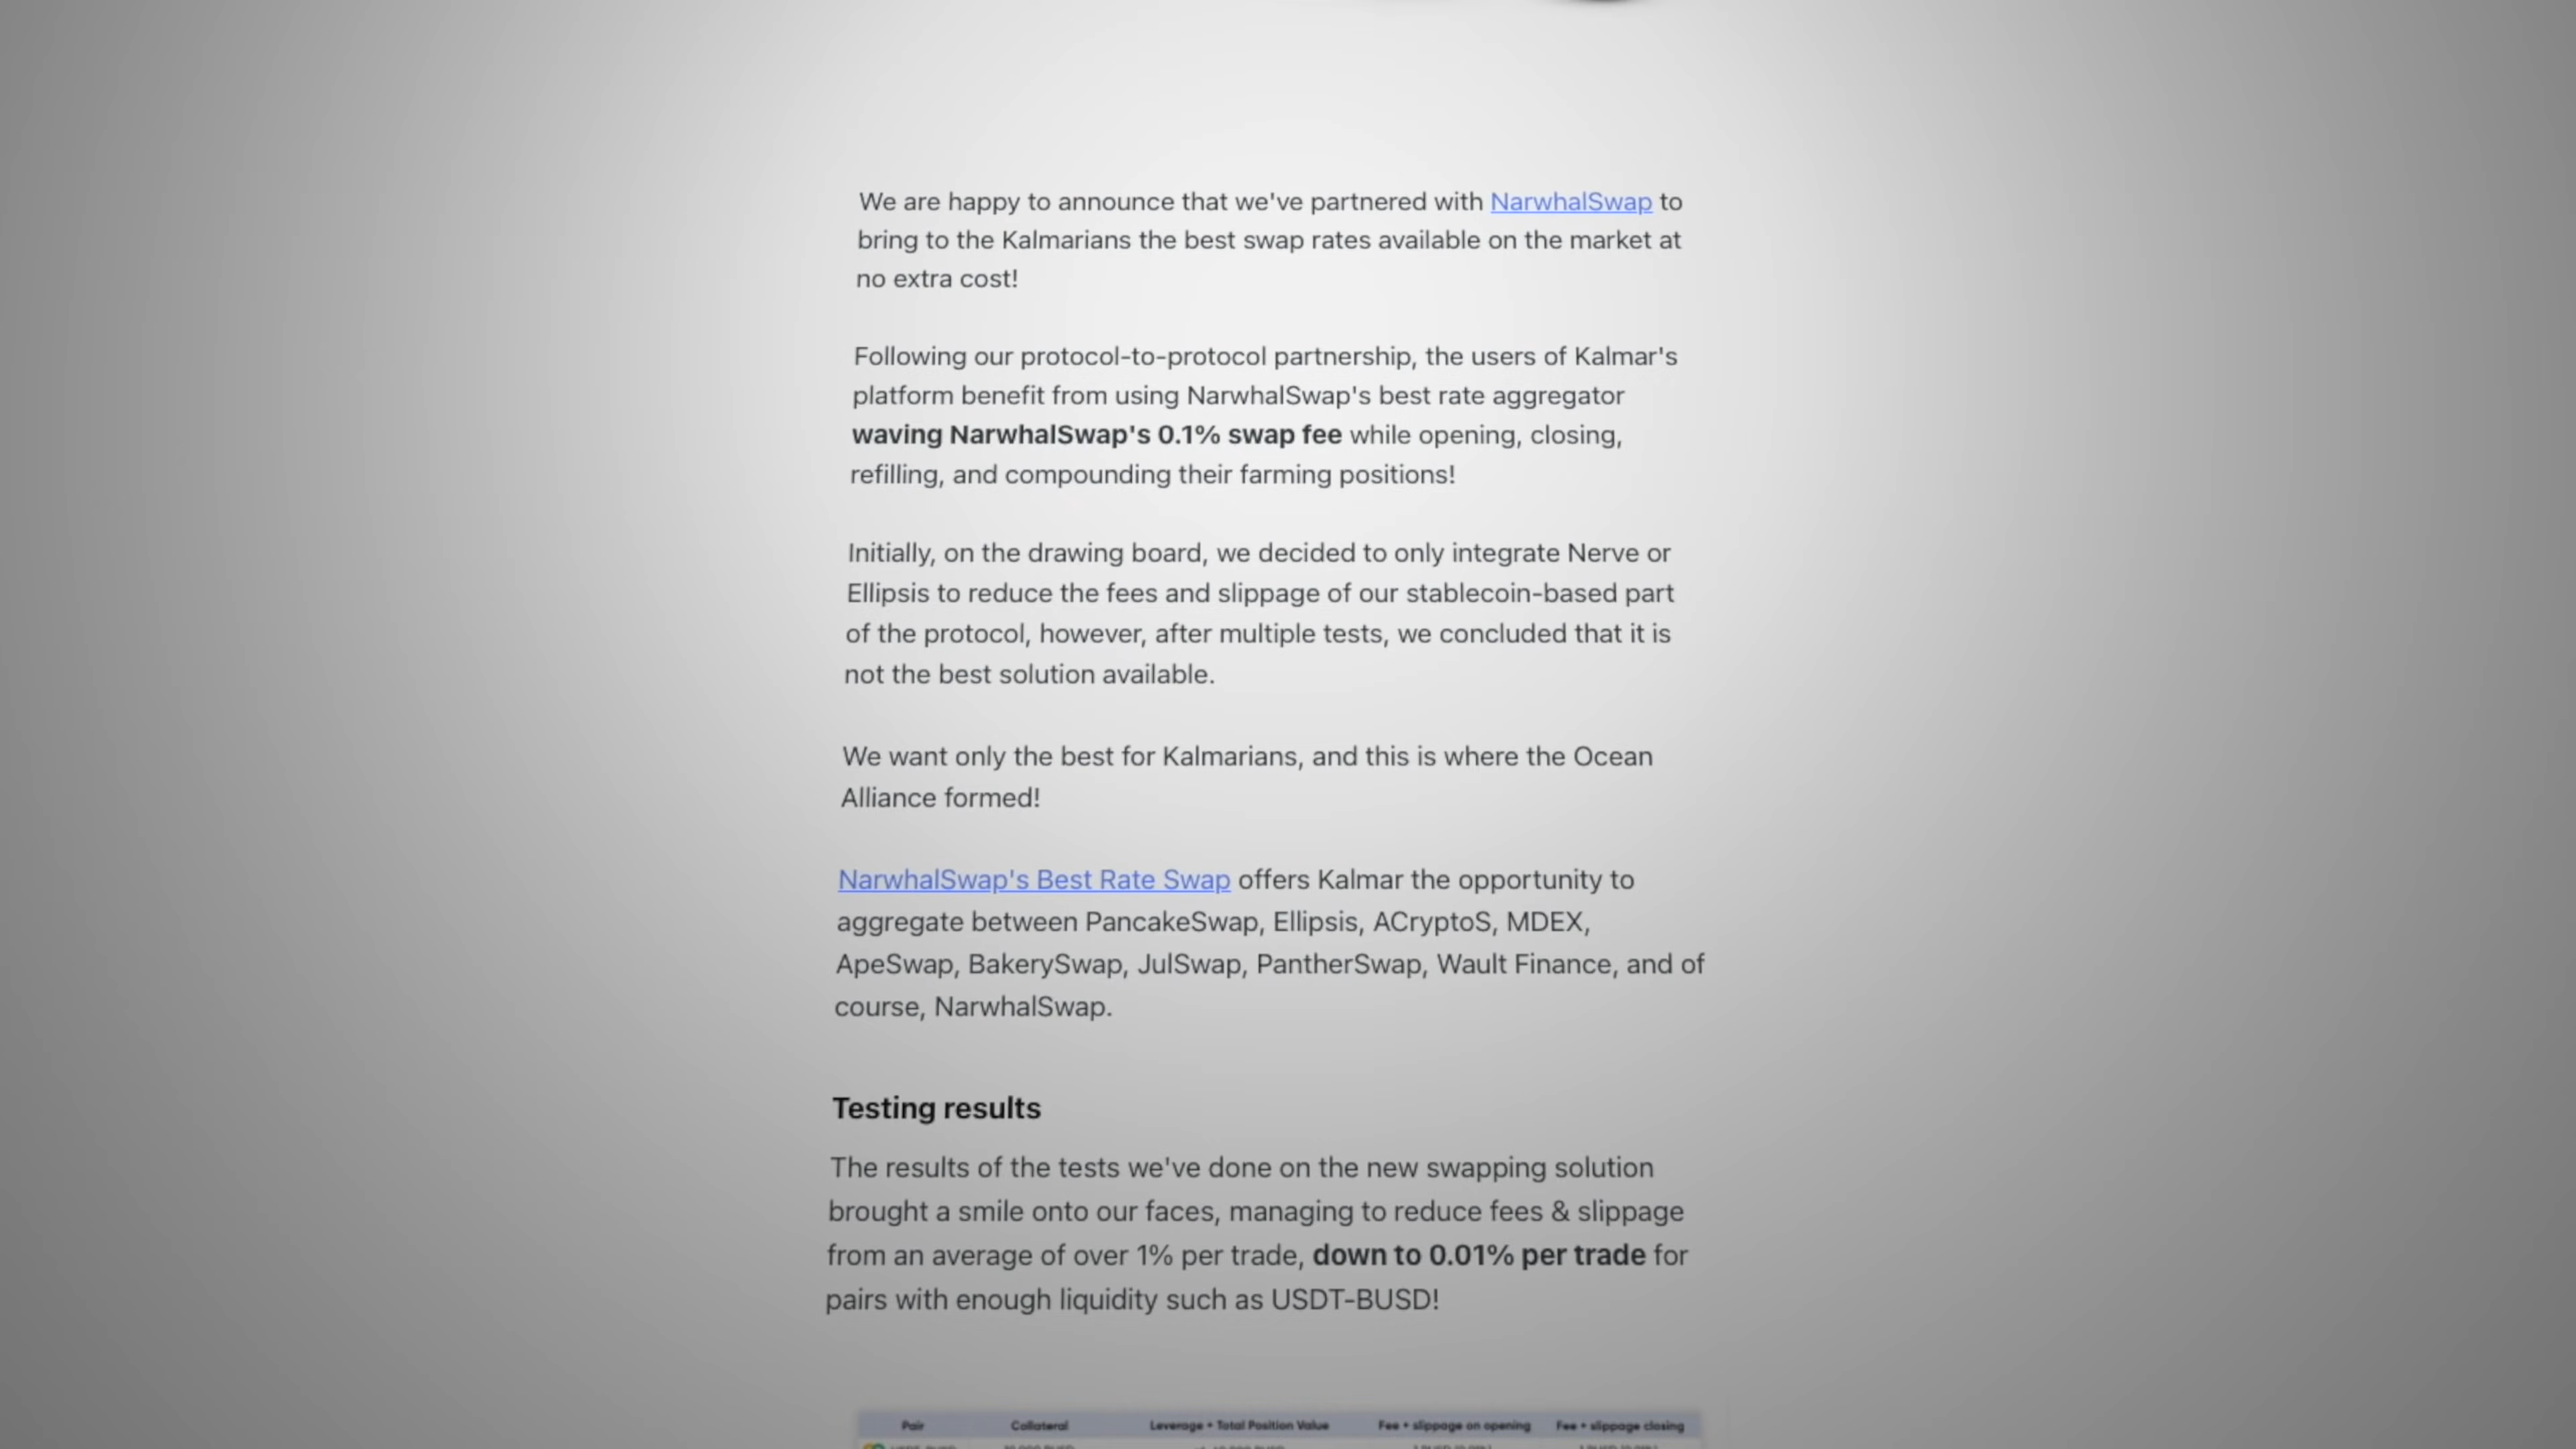 We are happy to announce that we've partnered with NarwhalSwap to
bring to the Kalmarians the best swap rates available on the market at
no extra cost!
Following our protocol-to-protocol partnership, the users of Kalmar's
platform benefit from using NarwhalSwap's best rate aggregator
waving NarwhalSwap's 0.1% swap fee while opening, closing,
refilling, and compounding their farming positions!
Initially, on the drawing board, we decided to only integrate Nerve or
Ellipsis to reduce the fees and slippage of our stablecoin-based part
of the protocol, however, after multiple tests, we concluded that it is
not the best solution available.
We want only the best for Kalmarians, and this is where the Ocean
Alliance formed!
NarwhalSwap's Best Rate Swap offers Kalmar the opportunity to
aggregate between PancakeSwap, Ellipsis, ACryptoS, MDEX,
ApeSwap, BakerySwap, JulSwap, PantherSwap, Wault Finance, and of
course, NarwhalSwap.
Testing results
The results of the tests we've done on the new swapping solution
brought a smile onto our faces, managing to reduce fees & slippage
from an average of over 1% per trade, down to 0.01% per trade for
pairs with enough liquidity such as USDT-BUSD!
Pair Collateral Leverage + Total Position Value Fee + slippage on opening Fee + slippage closing